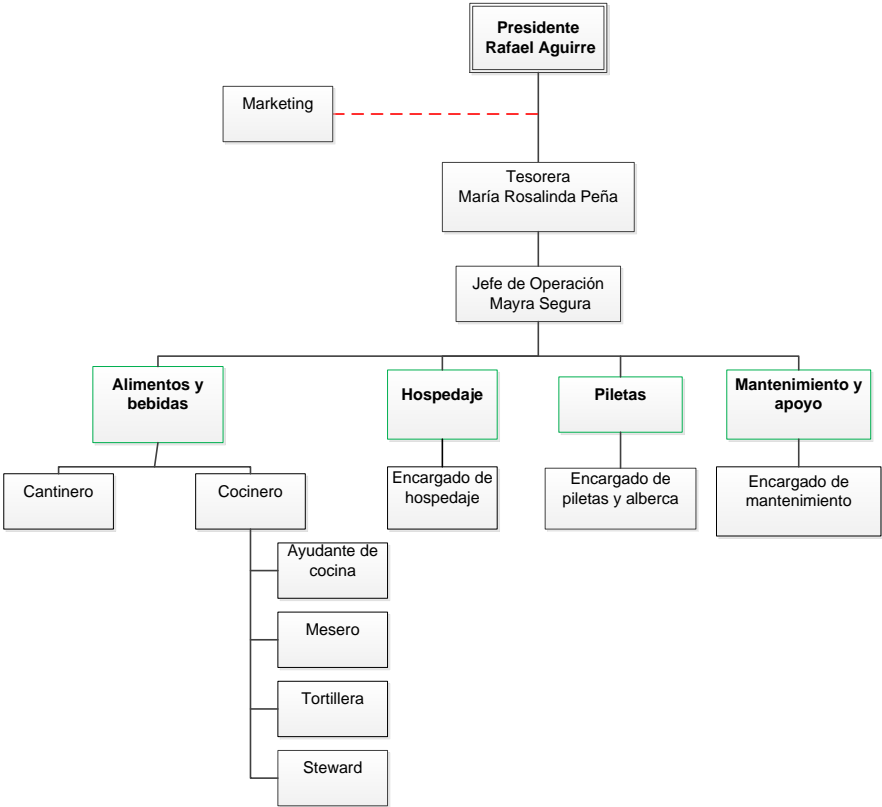 Presidente
Rafael Aguirre
Marketing
Tesorera
María Rosalinda Peña
Jefe de Operación
Mayra Segura
Alimentos y
bebidas
Hospedaje
Piletas
Mantenimiento y
apoyo
Cantinero
Cocinero
Encargado de
hospedaje
Encargado de
piletas y alberca
Encargado de
mantenimiento
Ayudante de
cocina
Mesero
Tortillera
Steward